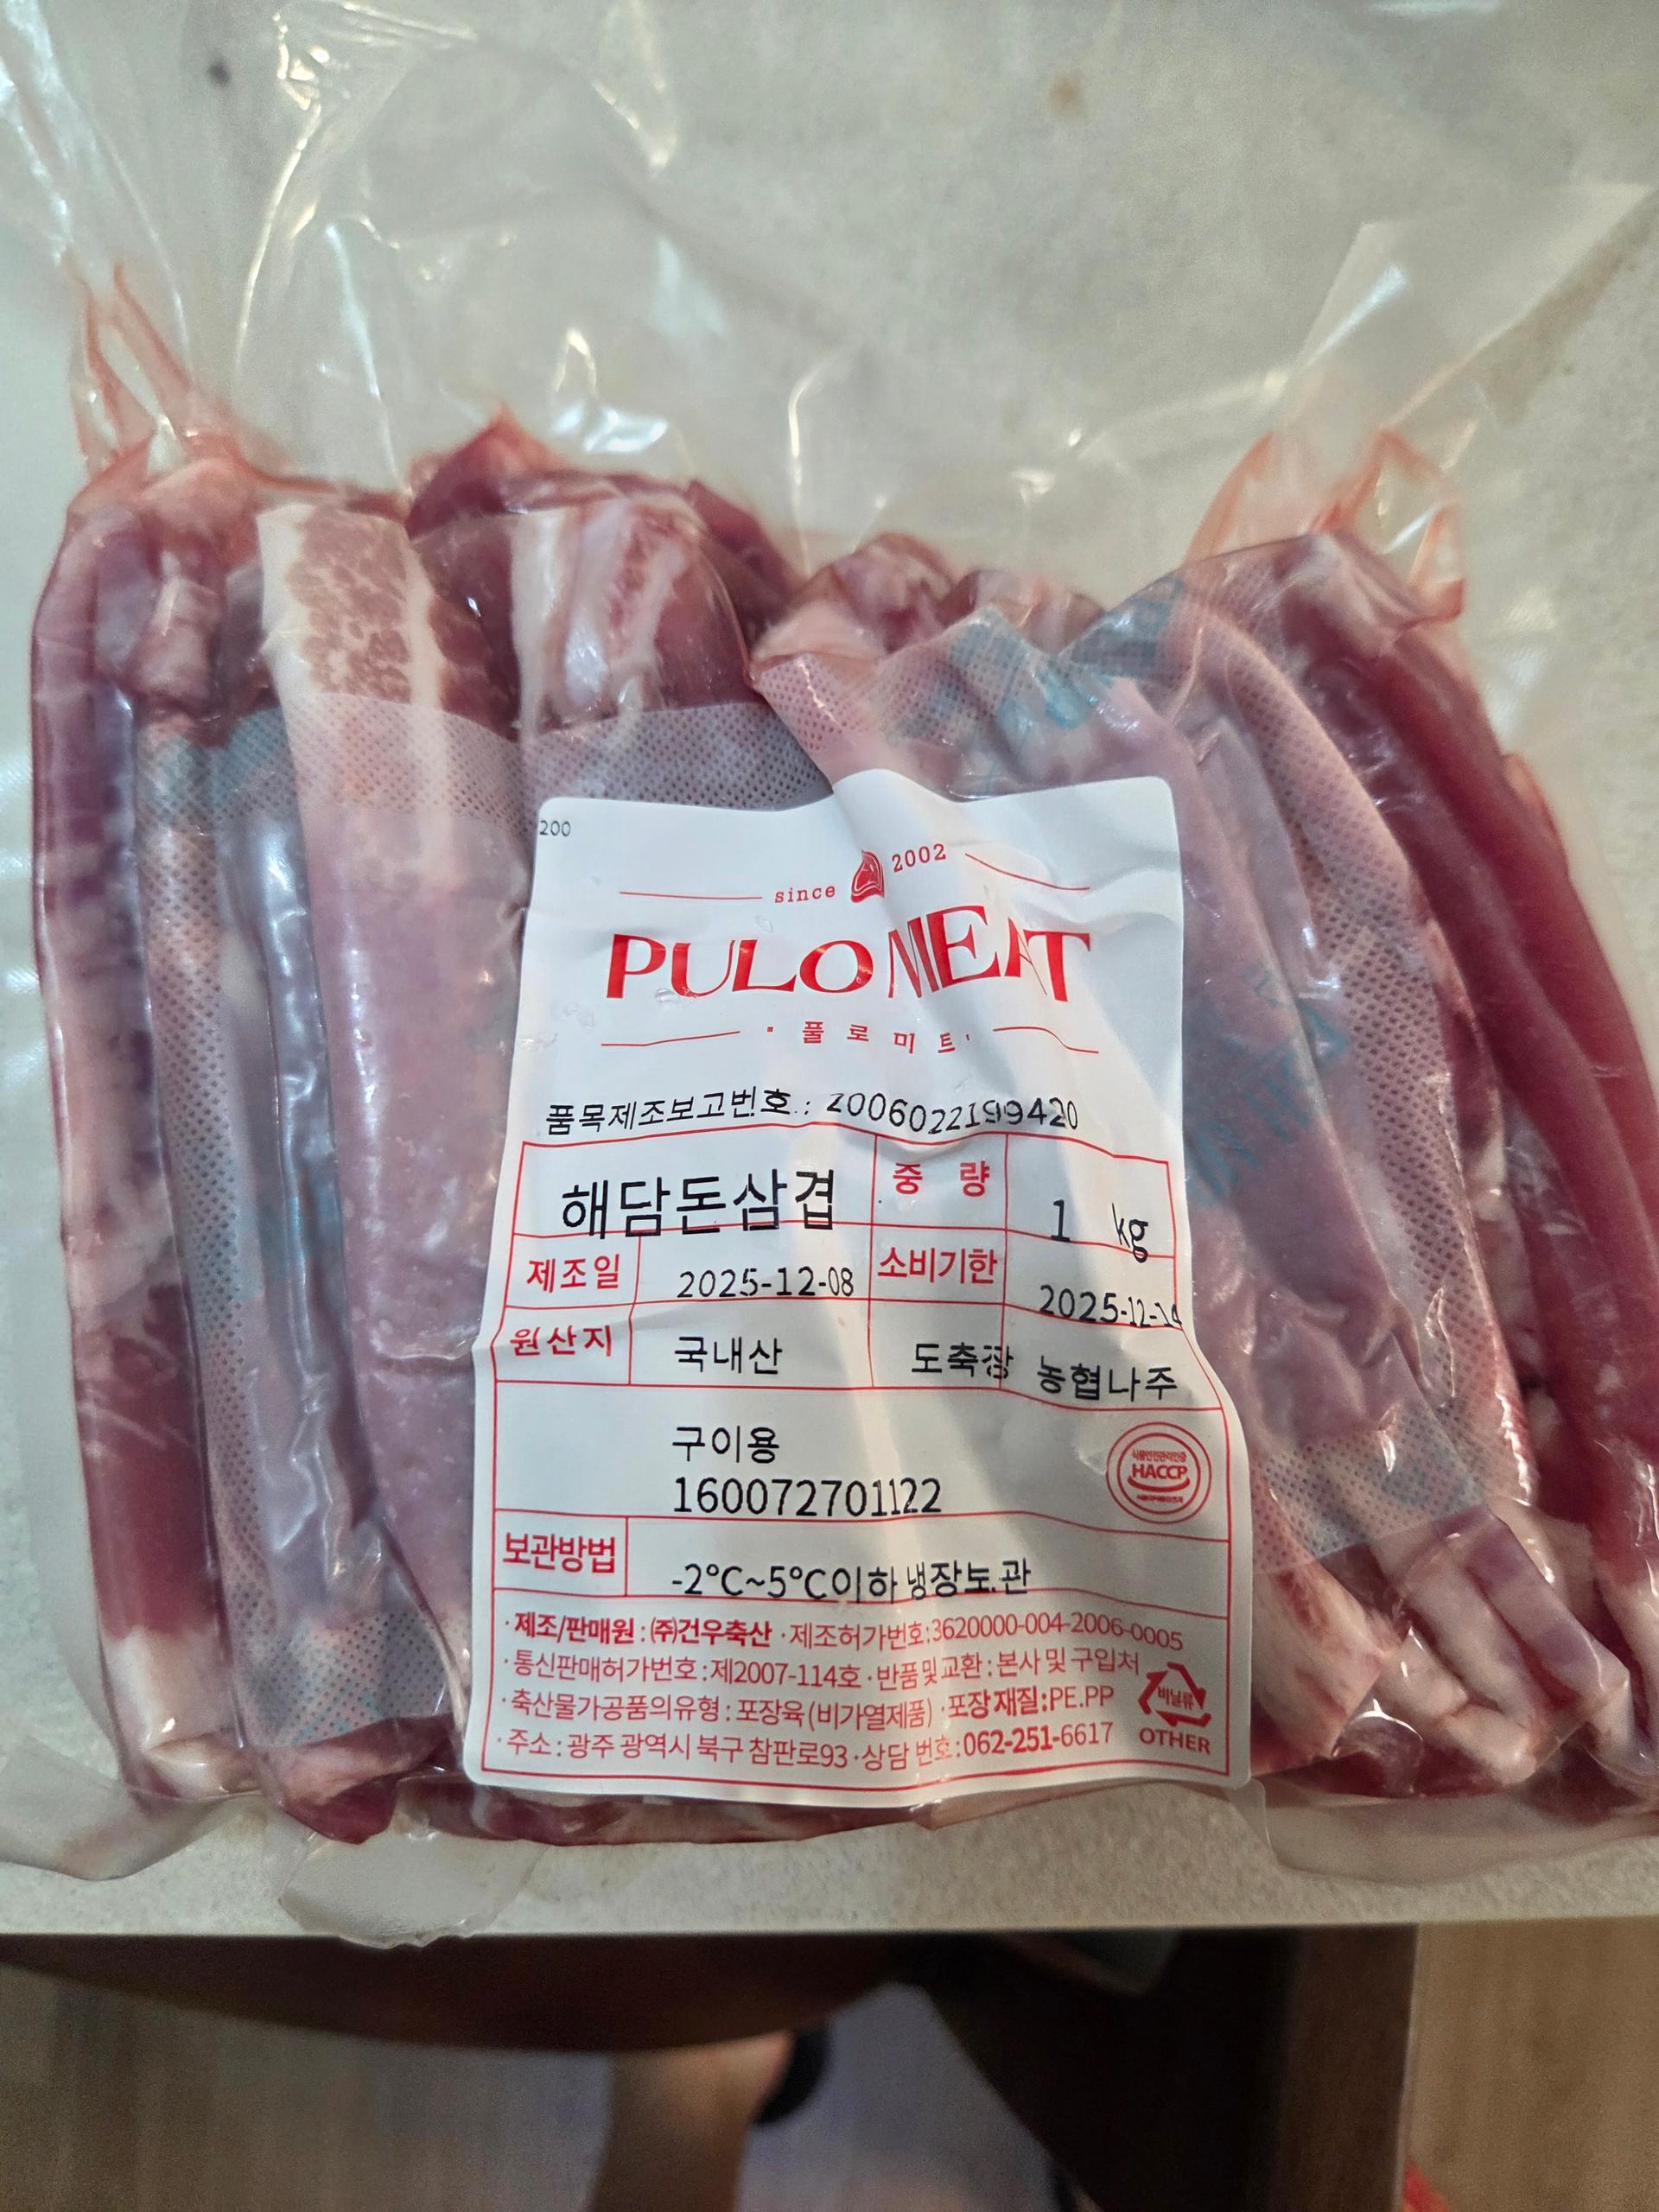 200
since 2002
PULO MEAT
· 풀로미트 ·
품목제조보고번호 : 2006022199420
해담돈삼겹 중 량 1 kg
제조일 2025-12-08 소비기한 2025-12-14
원산지 국내산 도축장 농협나주
구이용
160072701122
식품안전관리인증
HACCP
보관방법 -2°C~5°C이하 냉장보관
· 제조/판매원 : ㈜건우축산 · 제조허가번호:3620000-004-2006-0005
· 통신판매허가번호 : 제2007-114호 · 반품 및 교환 : 본사 및 구입처
· 축산물가공품의유형 : 포장육 (비가열제품) · 포장 재질:PE.PP
비닐류
· 주소 : 광주 광역시 북구 참판로93 · 상담 번호:062-251-6617
OTHER